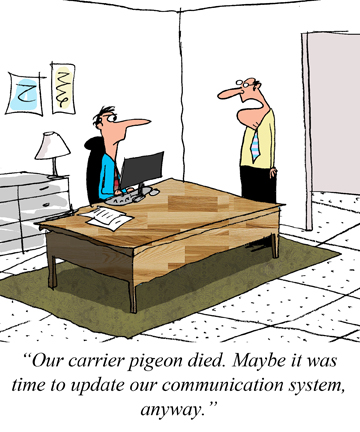 “Our carrier pigeon died. Maybe it was
time to update our communication system,
anyway.”